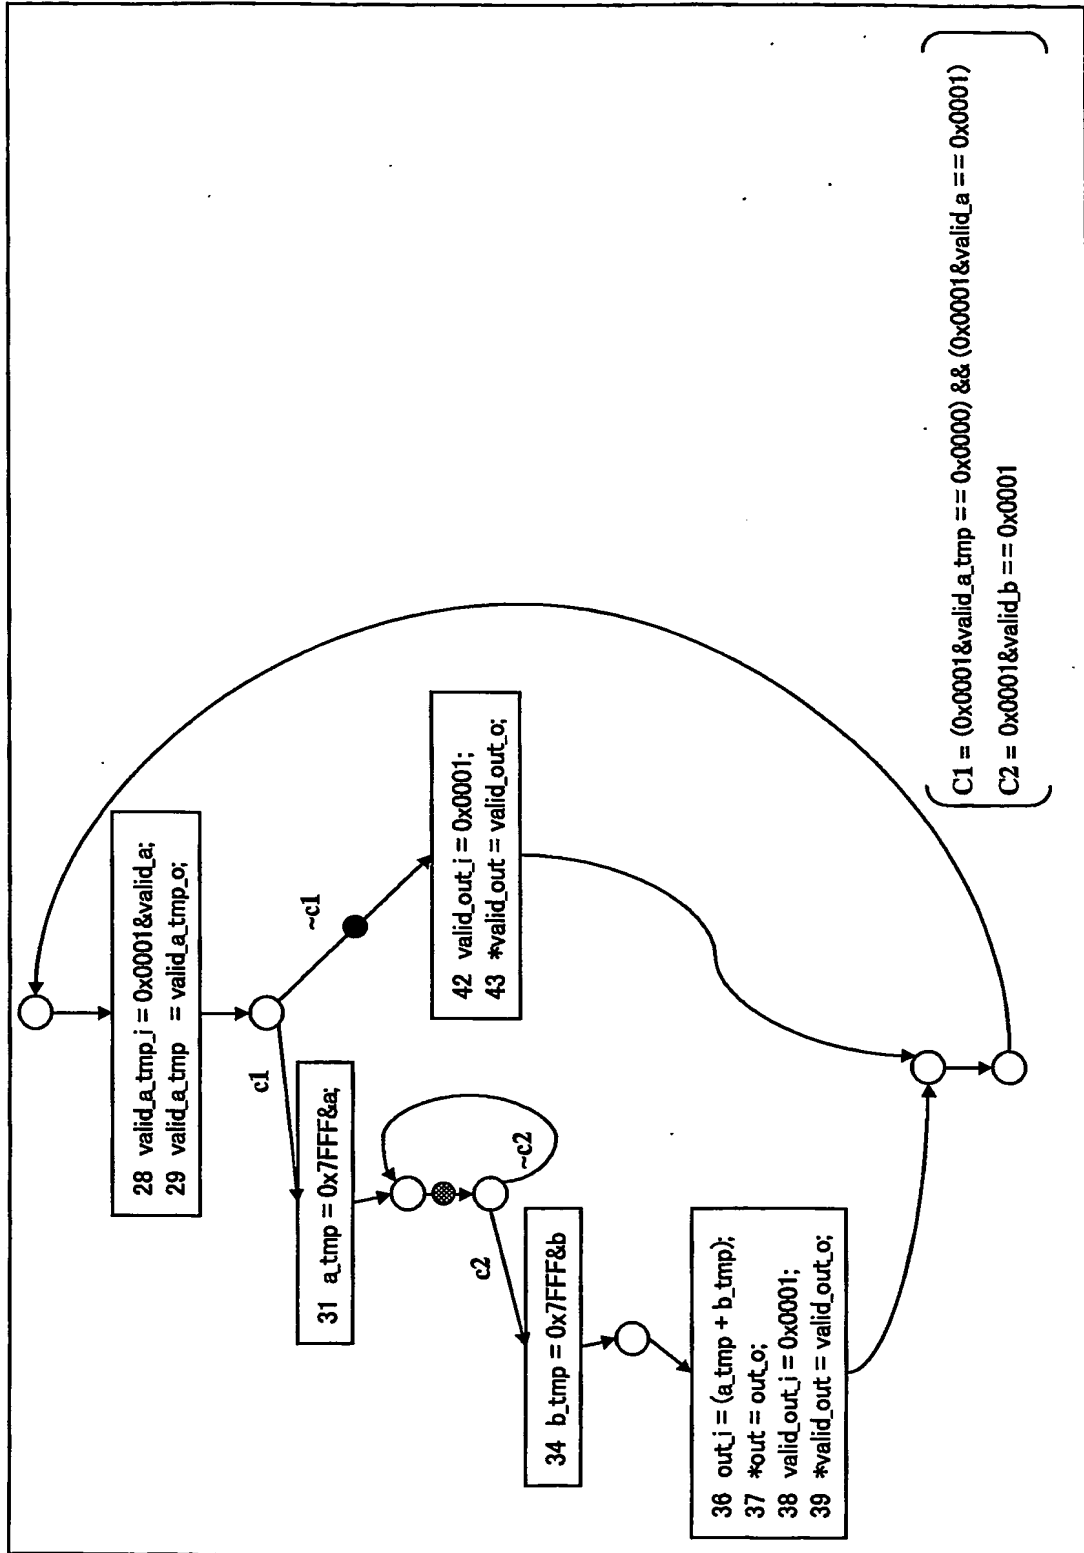 28 valid_a_tmp_i = 0x0001&valid_a;
29 valid_a_tmp = valid_a_tmp_o;
c1
~c1
31 a_tmp = 0x7FFF&a;
42 valid_out_i = 0x0001;
43 *valid_out = valid_out_o;
c2
~c2
34 b_tmp = 0x7FFF&b
36 out_i = (a_tmp + b_tmp);
37 *out = out_o;
38 valid_out_i = 0x0001;
39 *valid_out = valid_out_o;
C1 = (0x0001&valid_a_tmp == 0x0000) && (0x0001&valid_a == 0x0001)
C2 = 0x0001&valid_b == 0x0001